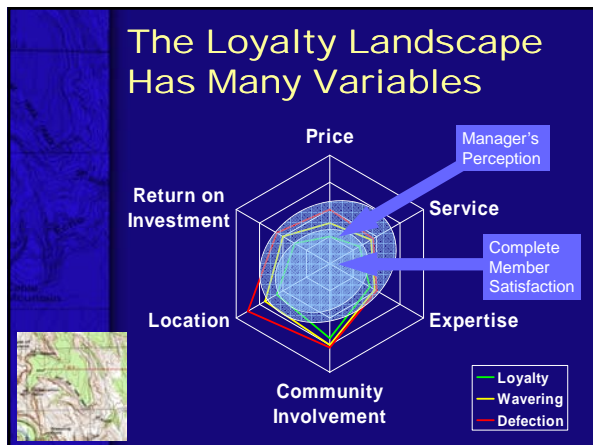 The Loyalty Landscape
Has Many Variables
Price
Manager's
Perception
Return on
Investment
Service
Complete
Member
Satisfaction
Location
Expertise
Community
Involvement
Loyalty
Wavering
Defection